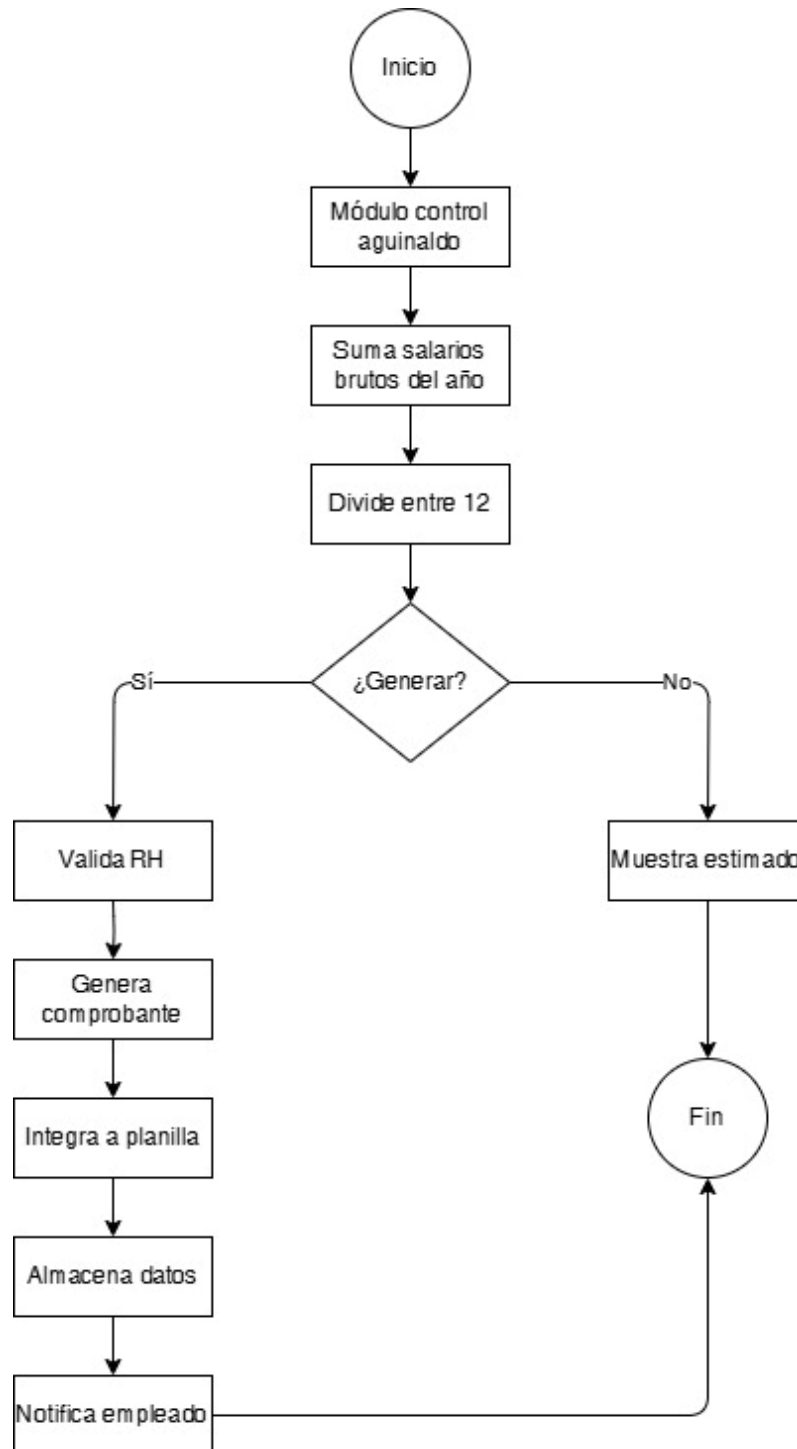 Inicio
Módulo control
aguinaldo
Suma salarios
brutos del año
Divide entre 12
¿Generar?
Sí
No
Valida RH
Muestra estimado
Genera
comprobante
Integra a planilla
Fin
Almacena datos
Notifica empleado